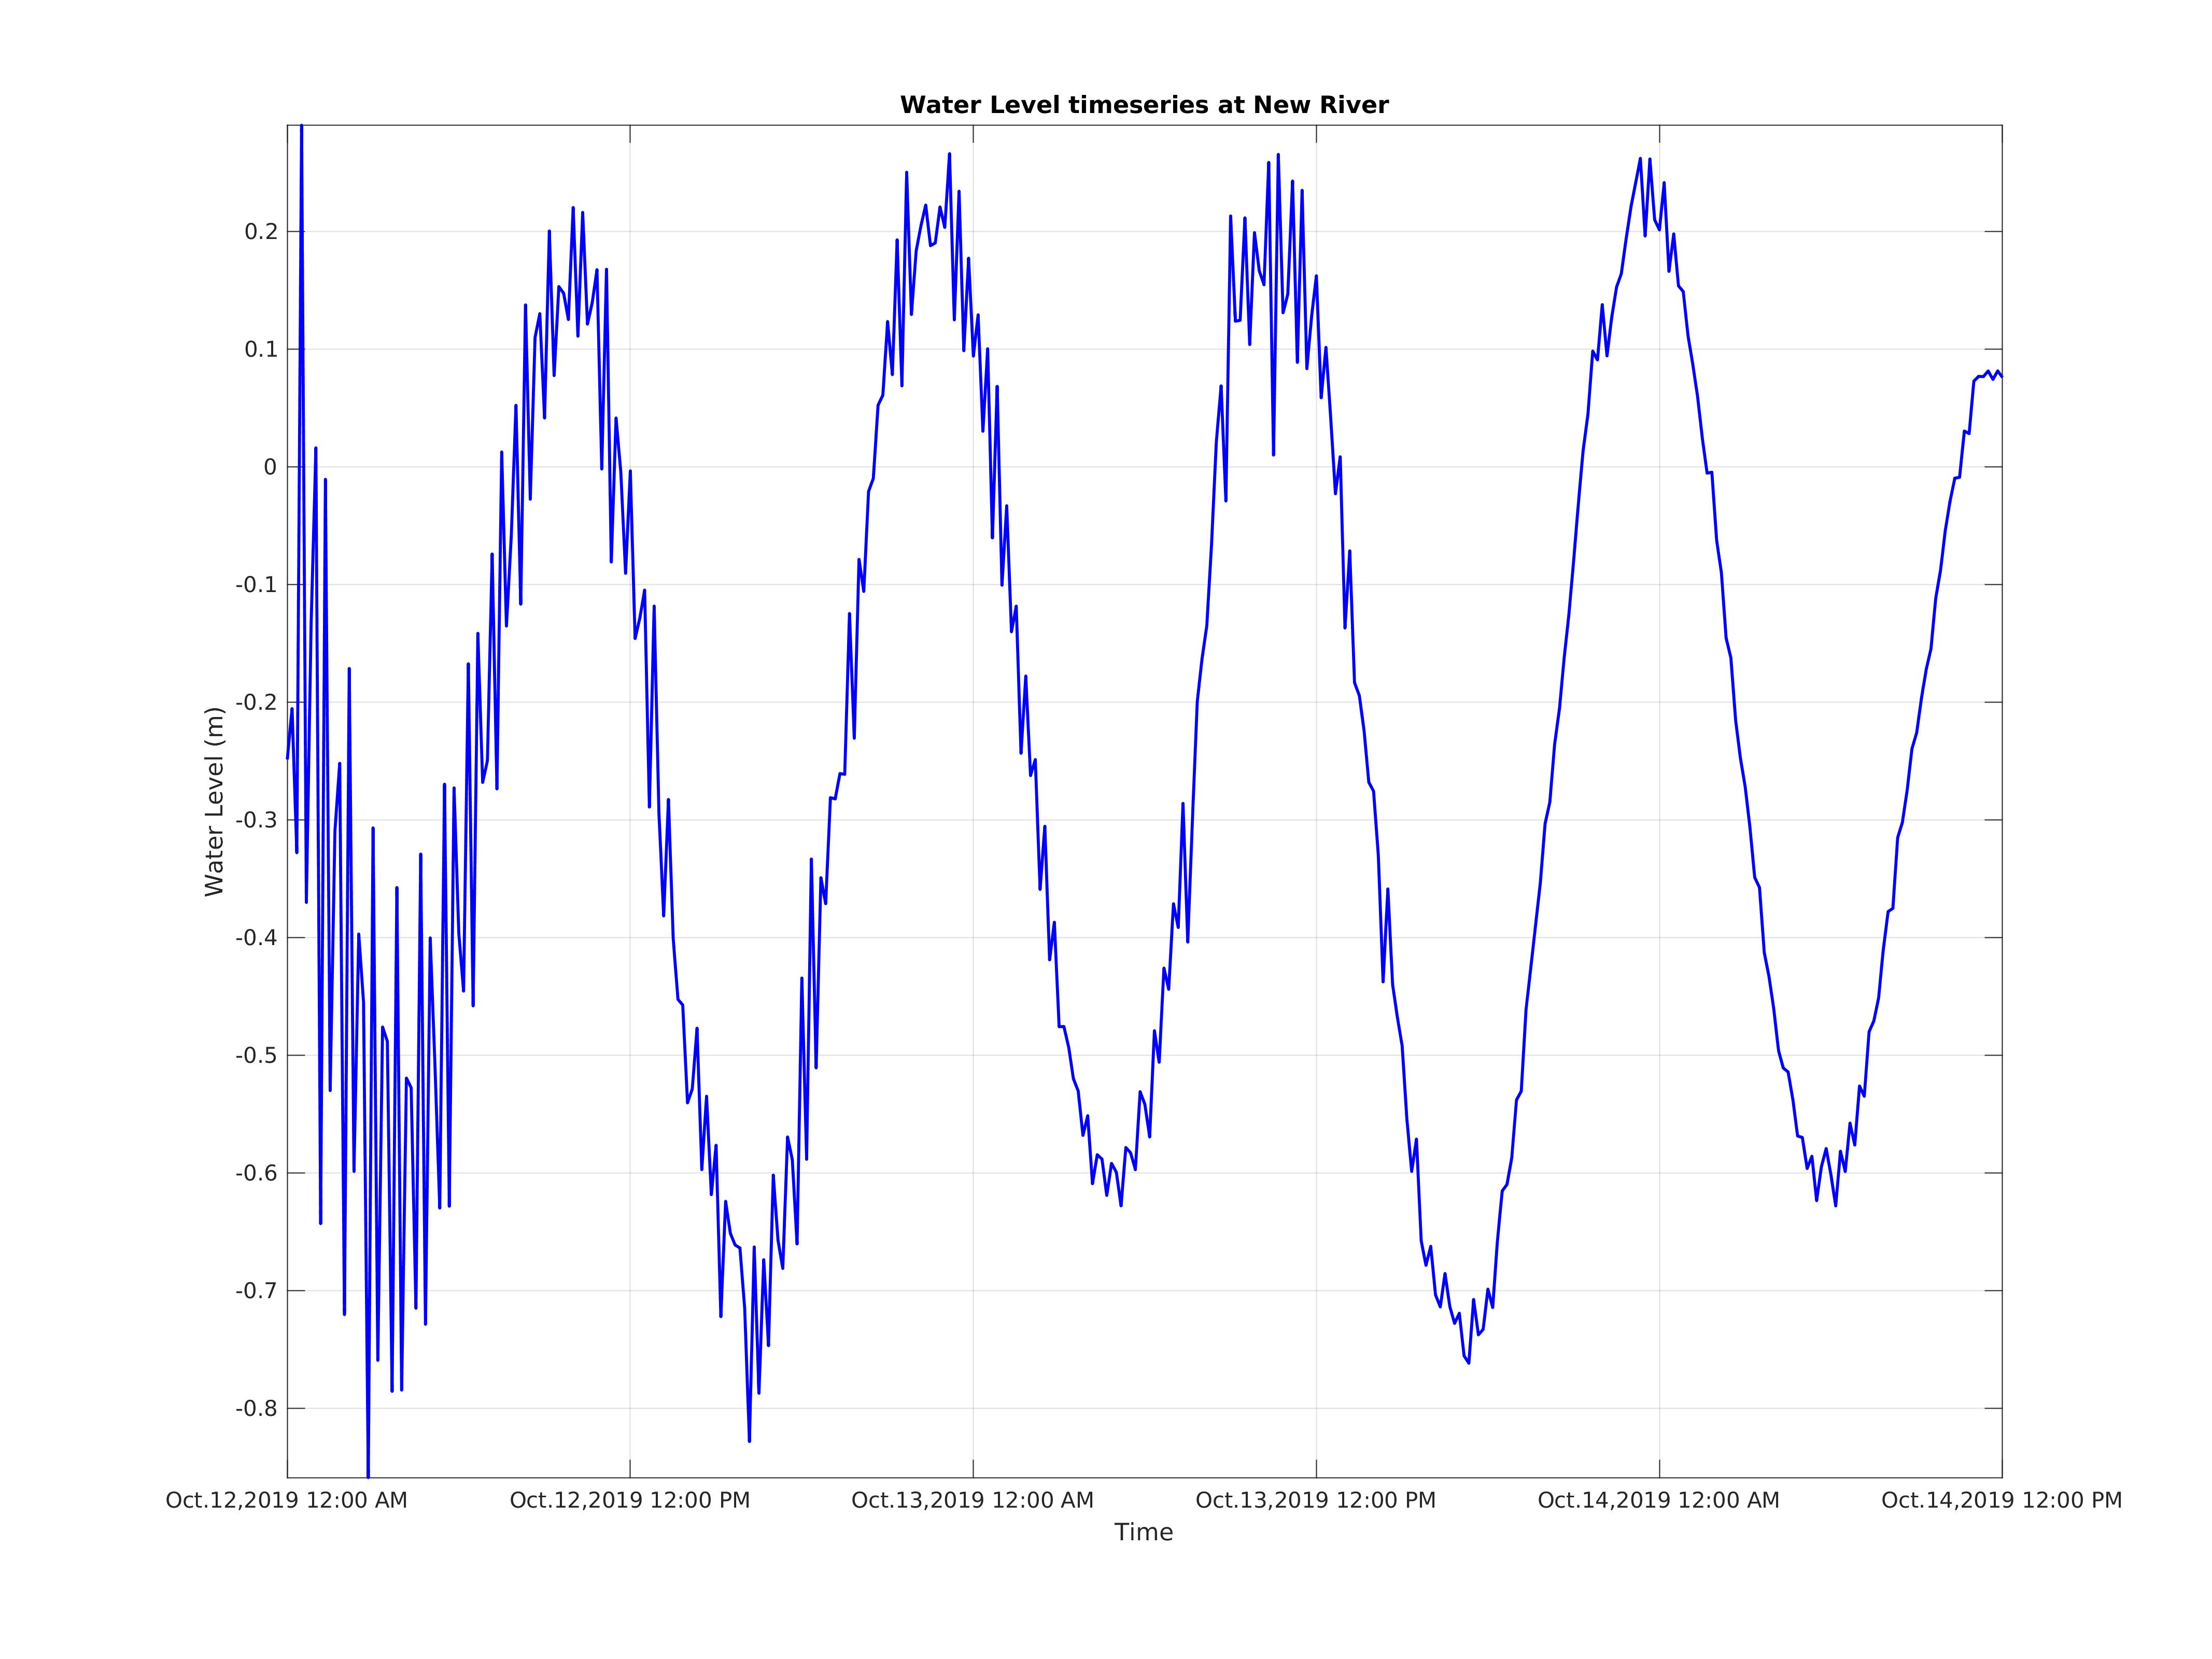 Water Level timeseries at New River
0.2
0.1
0
-0.1
-0.2
-0.3
-0.4
-0.5
-0.6
-0.7
-0.8
Water Level (m)
Oct.12,2019 12:00 AM
Oct.12,2019 12:00 PM
Oct.13,2019 12:00 AM
Oct.13,2019 12:00 PM
Oct.14,2019 12:00 AM
Oct.14,2019 12:00 PM
Time